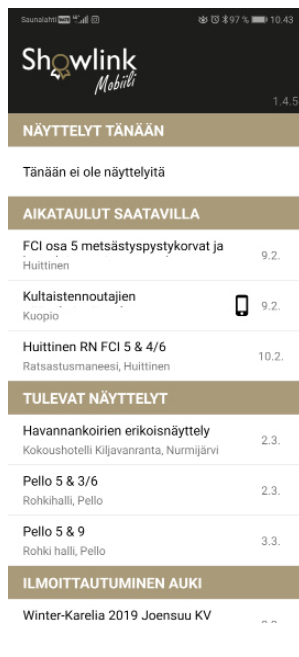 Saunalahti
97 % 10.43
Showlink
Mobiili
1.4.5
NÄYTTELYT TÄNÄÄN
Tänään ei ole näyttelyitä
AIKATAULUT SAATAVILLA
FCI osa 5 metsästyspystykorvat ja
Huittinen
9.2.
Kultaistennoutajien
Kuopio
9.2.
Huittinen RN FCI 5 & 4/6
Ratsastusmaneesi, Huittinen
10.2.
TULEVAT NÄYTTELYT
Havannankoirien erikoisnäyttely
Kokoushotelli Kiljavanranta, Nurmijärvi
2.3.
Pello 5 & 3/6
Rohkihalli, Pello
2.3.
Pello 5 & 9
Rohki halli, Pello
3.3.
ILMOITTAUTUMINEN AUKI
Winter-Karelia 2019 Joensuu KV